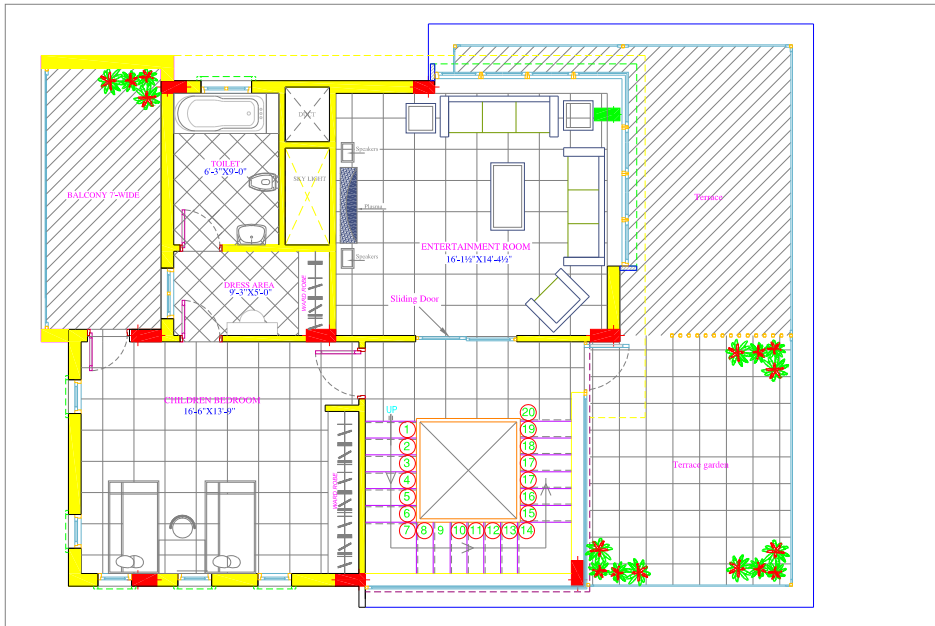 DUCT
TOILET
6'-3"X9'-0"
Speakers
SKY LIGHT
BALCONY 7'-WIDE
Plasma
Terrace
ENTERTAINMENT ROOM
16'-1½"X14'-4½"
Speakers
DRESS AREA
9'-3"X5'-0"
WARD ROBE
Sliding Door
CHILDREN BEDROOM
16'-6"X13'-9"
UP
20
1
19
2
18
3
17
Terrace garden
4
17
WARD ROBE
5
16
6
15
7
8
9
10
11
12
13
14